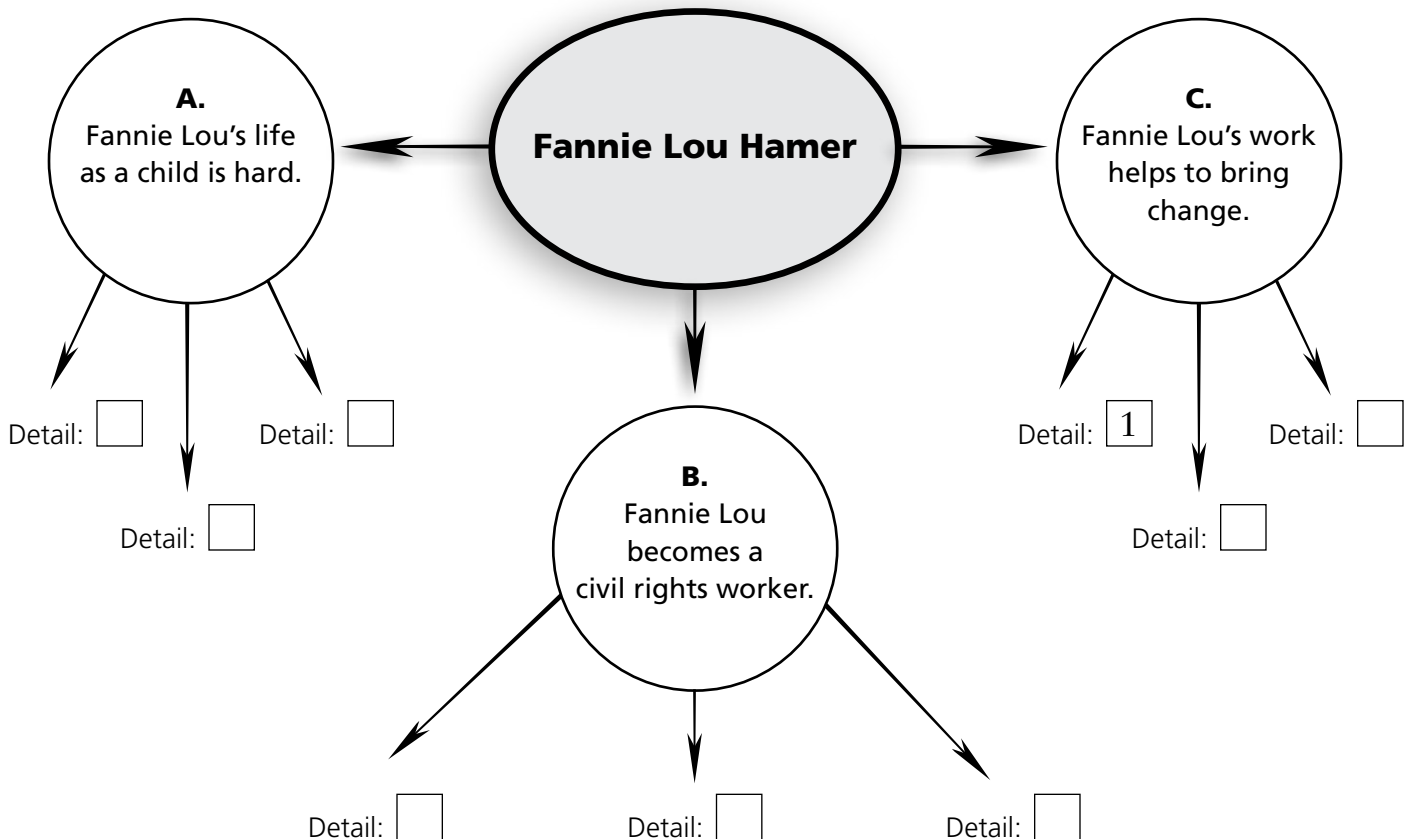 Fannie Lou Hamer
A.
Fannie Lou’s life
as a child is hard.
Detail:
Detail:
Detail:
B.
Fannie Lou
becomes a
civil rights worker.
Detail:
Detail:
Detail:
C.
Fannie Lou’s work
helps to bring
change.
Detail: 1
Detail:
Detail: